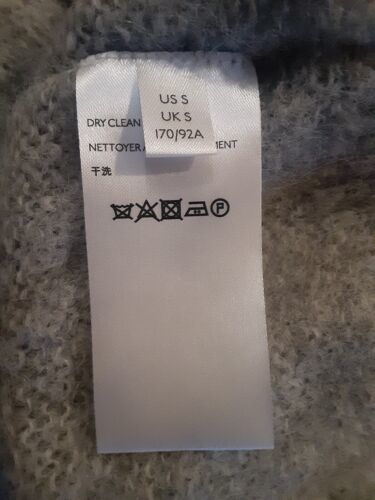 US S
UK S
170/92A
DRY CLEAN
NETTOYER
MENT
干洗
P